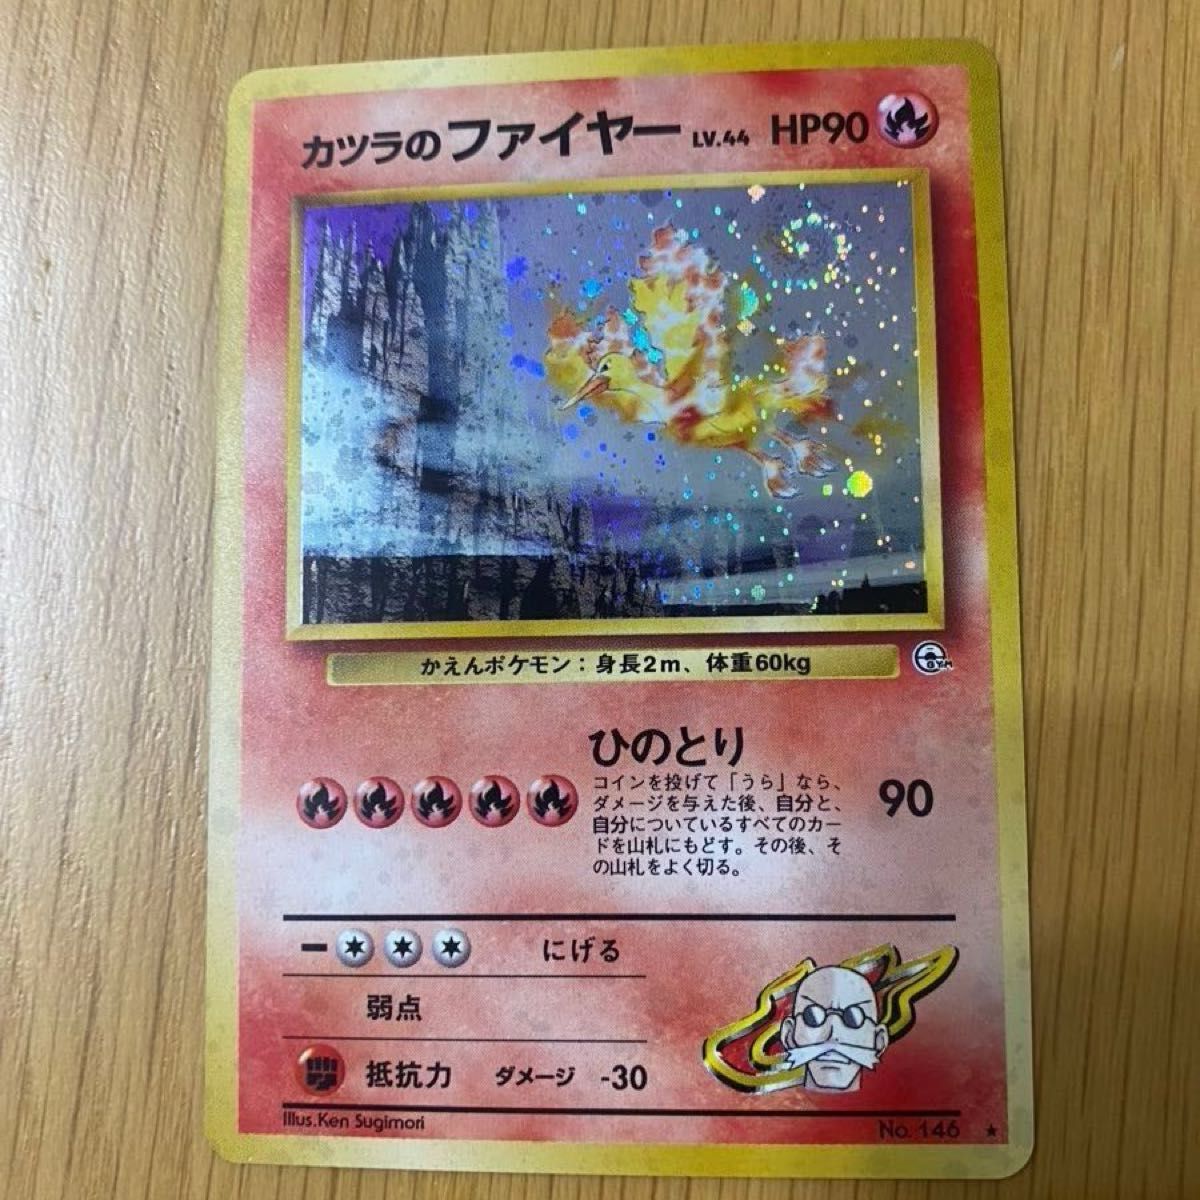 カツラのファイヤー LV.44 HP90
かえんポケモン：身長2m、体重60kg
GYM
ひのとり
コインを投げて「うら」なら、
ダメージを与えた後、自分と、
自分についているすべてのカー
ドを山札にもどす。その後、そ
の山札をよく切る。
90
にげる
弱点
抵抗力 ダメージ -30
Illus.Ken Sugimori
No. 146 ★